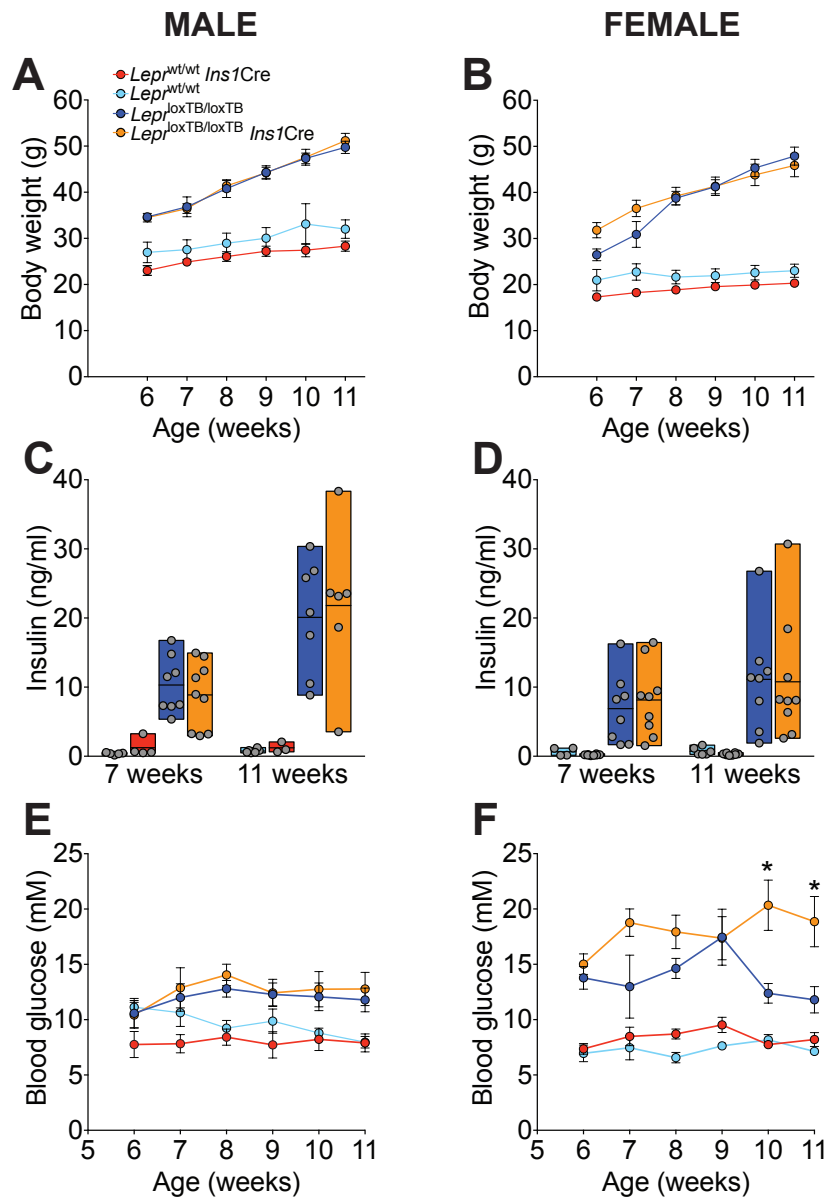 MALE
FEMALE
A
Lepr^wt/wt Ins1Cre
Lepr^wt/wt
Lepr^loxTB/loxTB
Lepr^loxTB/loxTB Ins1Cre
Body weight (g)
60
50
40
30
20
10
0
6 7 8 9 10 11
Age (weeks)
B
Body weight (g)
60
50
40
30
20
10
0
6 7 8 9 10 11
Age (weeks)
C
Insulin (ng/ml)
40
30
20
10
0
7 weeks 11 weeks
D
Insulin (ng/ml)
40
30
20
10
0
7 weeks 11 weeks
E
Blood glucose (mM)
25
20
15
10
5
0
5 6 7 8 9 10 11
Age (weeks)
F
Blood glucose (mM)
25
20
15
10
5
0
* *
5 6 7 8 9 10 11
Age (weeks)